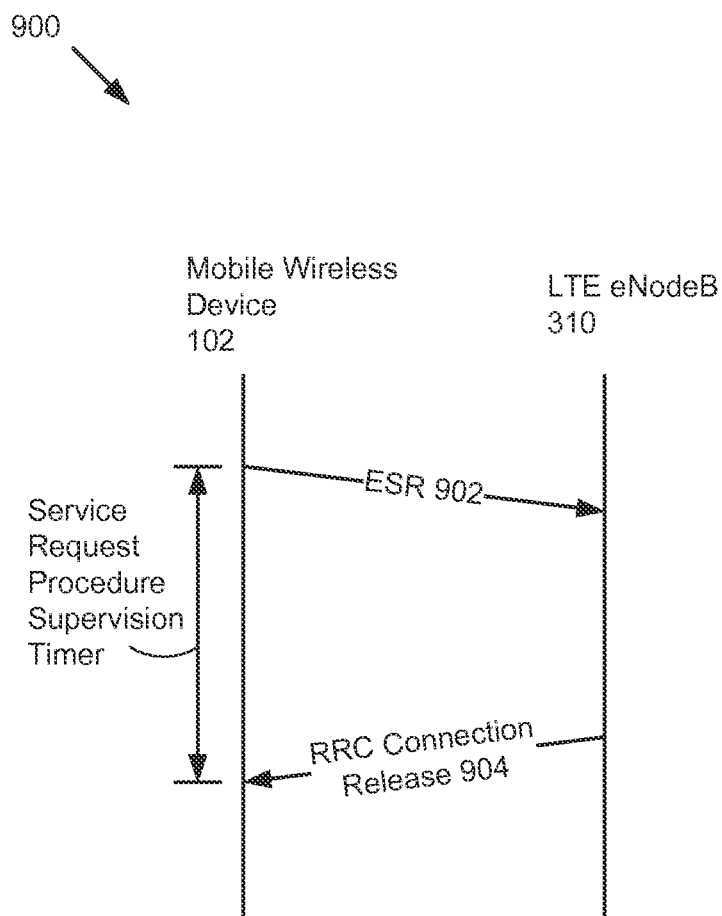 900
Mobile Wireless
Device
102
LTE eNodeB
310
ESR 902
Service
Request
Procedure
Supervision
Timer
RRC Connection
Release 904